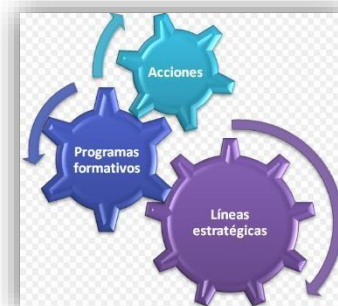 Acciones
Programas
formativos
Líneas
estratégicas